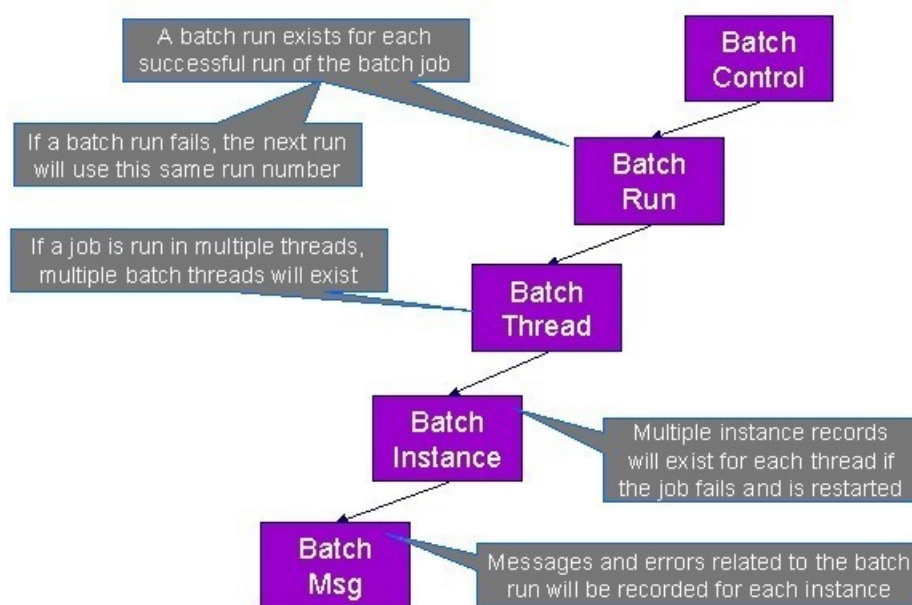 A batch run exists for each
successful run of the batch job
Batch
Control
If a batch run fails, the next run
will use this same run number
Batch
Run
If a job is run in multiple threads,
multiple batch threads will exist
Batch
Thread
Batch
Instance
Multiple instance records
will exist for each thread if
the job fails and is restarted
Batch
Msg
Messages and errors related to the batch
run will be recorded for each instance